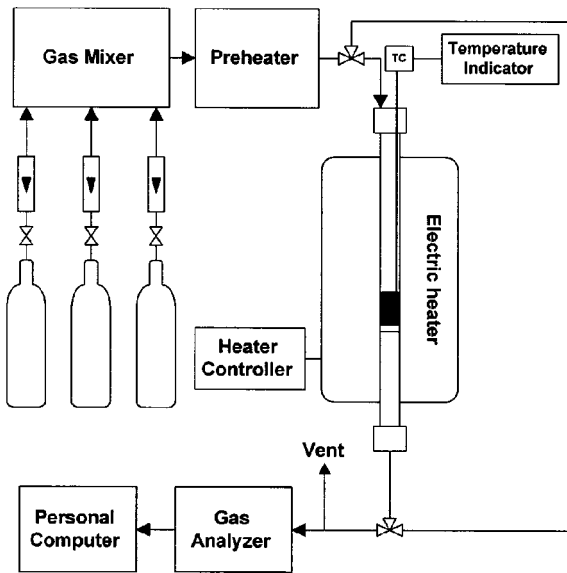 Gas Mixer
Preheater
TC
Temperature
Indicator
Electric heater
Heater
Controller
Vent
Personal
Computer
Gas
Analyzer